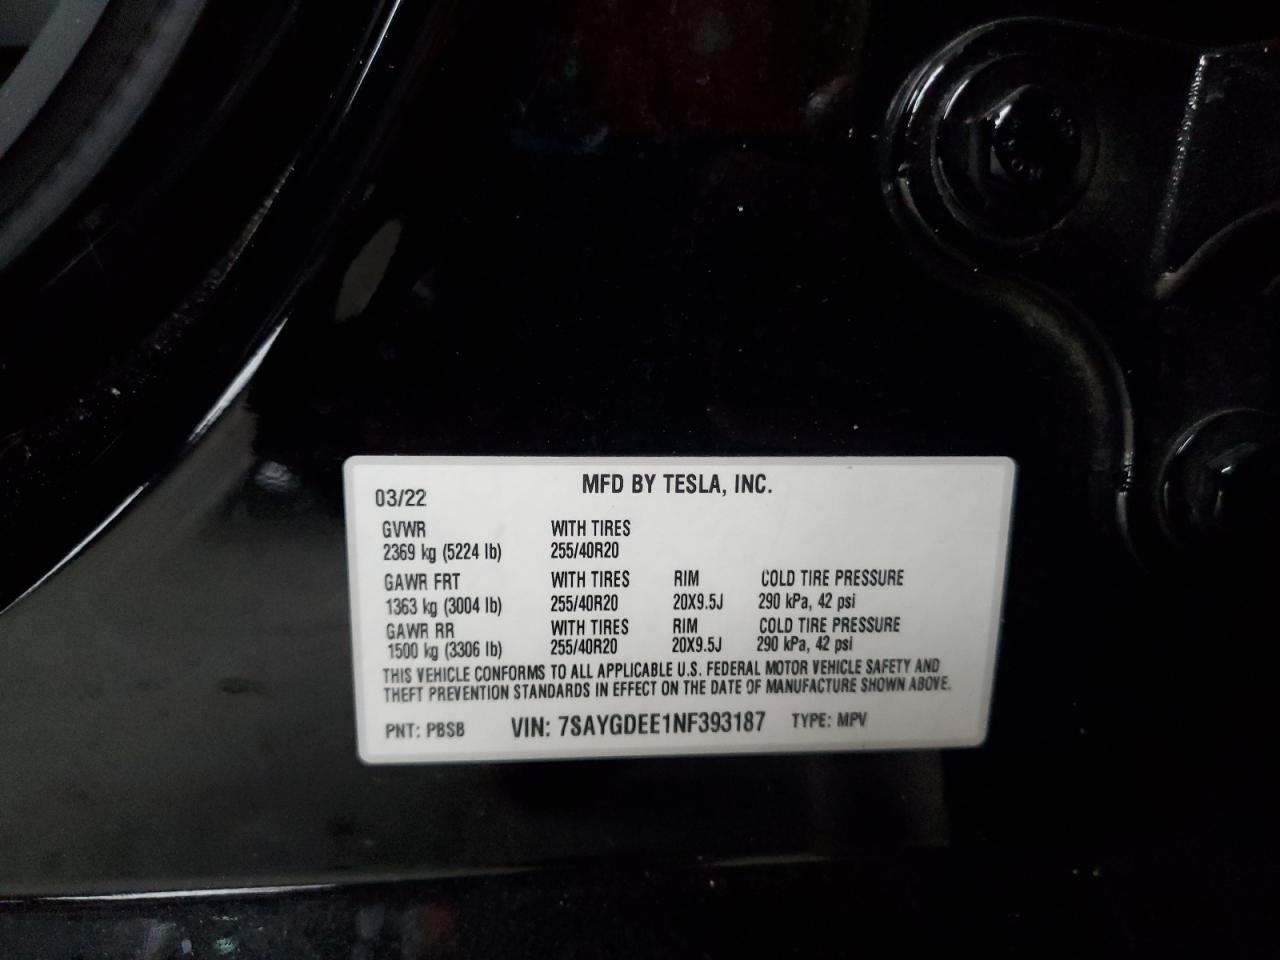 MFD BY TESLA, INC.
03/22
GVWR WITH TIRES
2369 kg (5224 lb) 255/40R20
GAWR FRT WITH TIRES RIM COLD TIRE PRESSURE
1363 kg (3004 lb) 255/40R20 20X9.5J 290 kPa, 42 psi
GAWR RR WITH TIRES RIM COLD TIRE PRESSURE
1500 kg (3306 lb) 255/40R20 20X9.5J 290 kPa, 42 psi
THIS VEHICLE CONFORMS TO ALL APPLICABLE U.S. FEDERAL MOTOR VEHICLE SAFETY AND
THEFT PREVENTION STANDARDS IN EFFECT ON THE DATE OF MANUFACTURE SHOWN ABOVE.
PNT: PBSB VIN: 7SAYGDEE1NF393187 TYPE: MPV